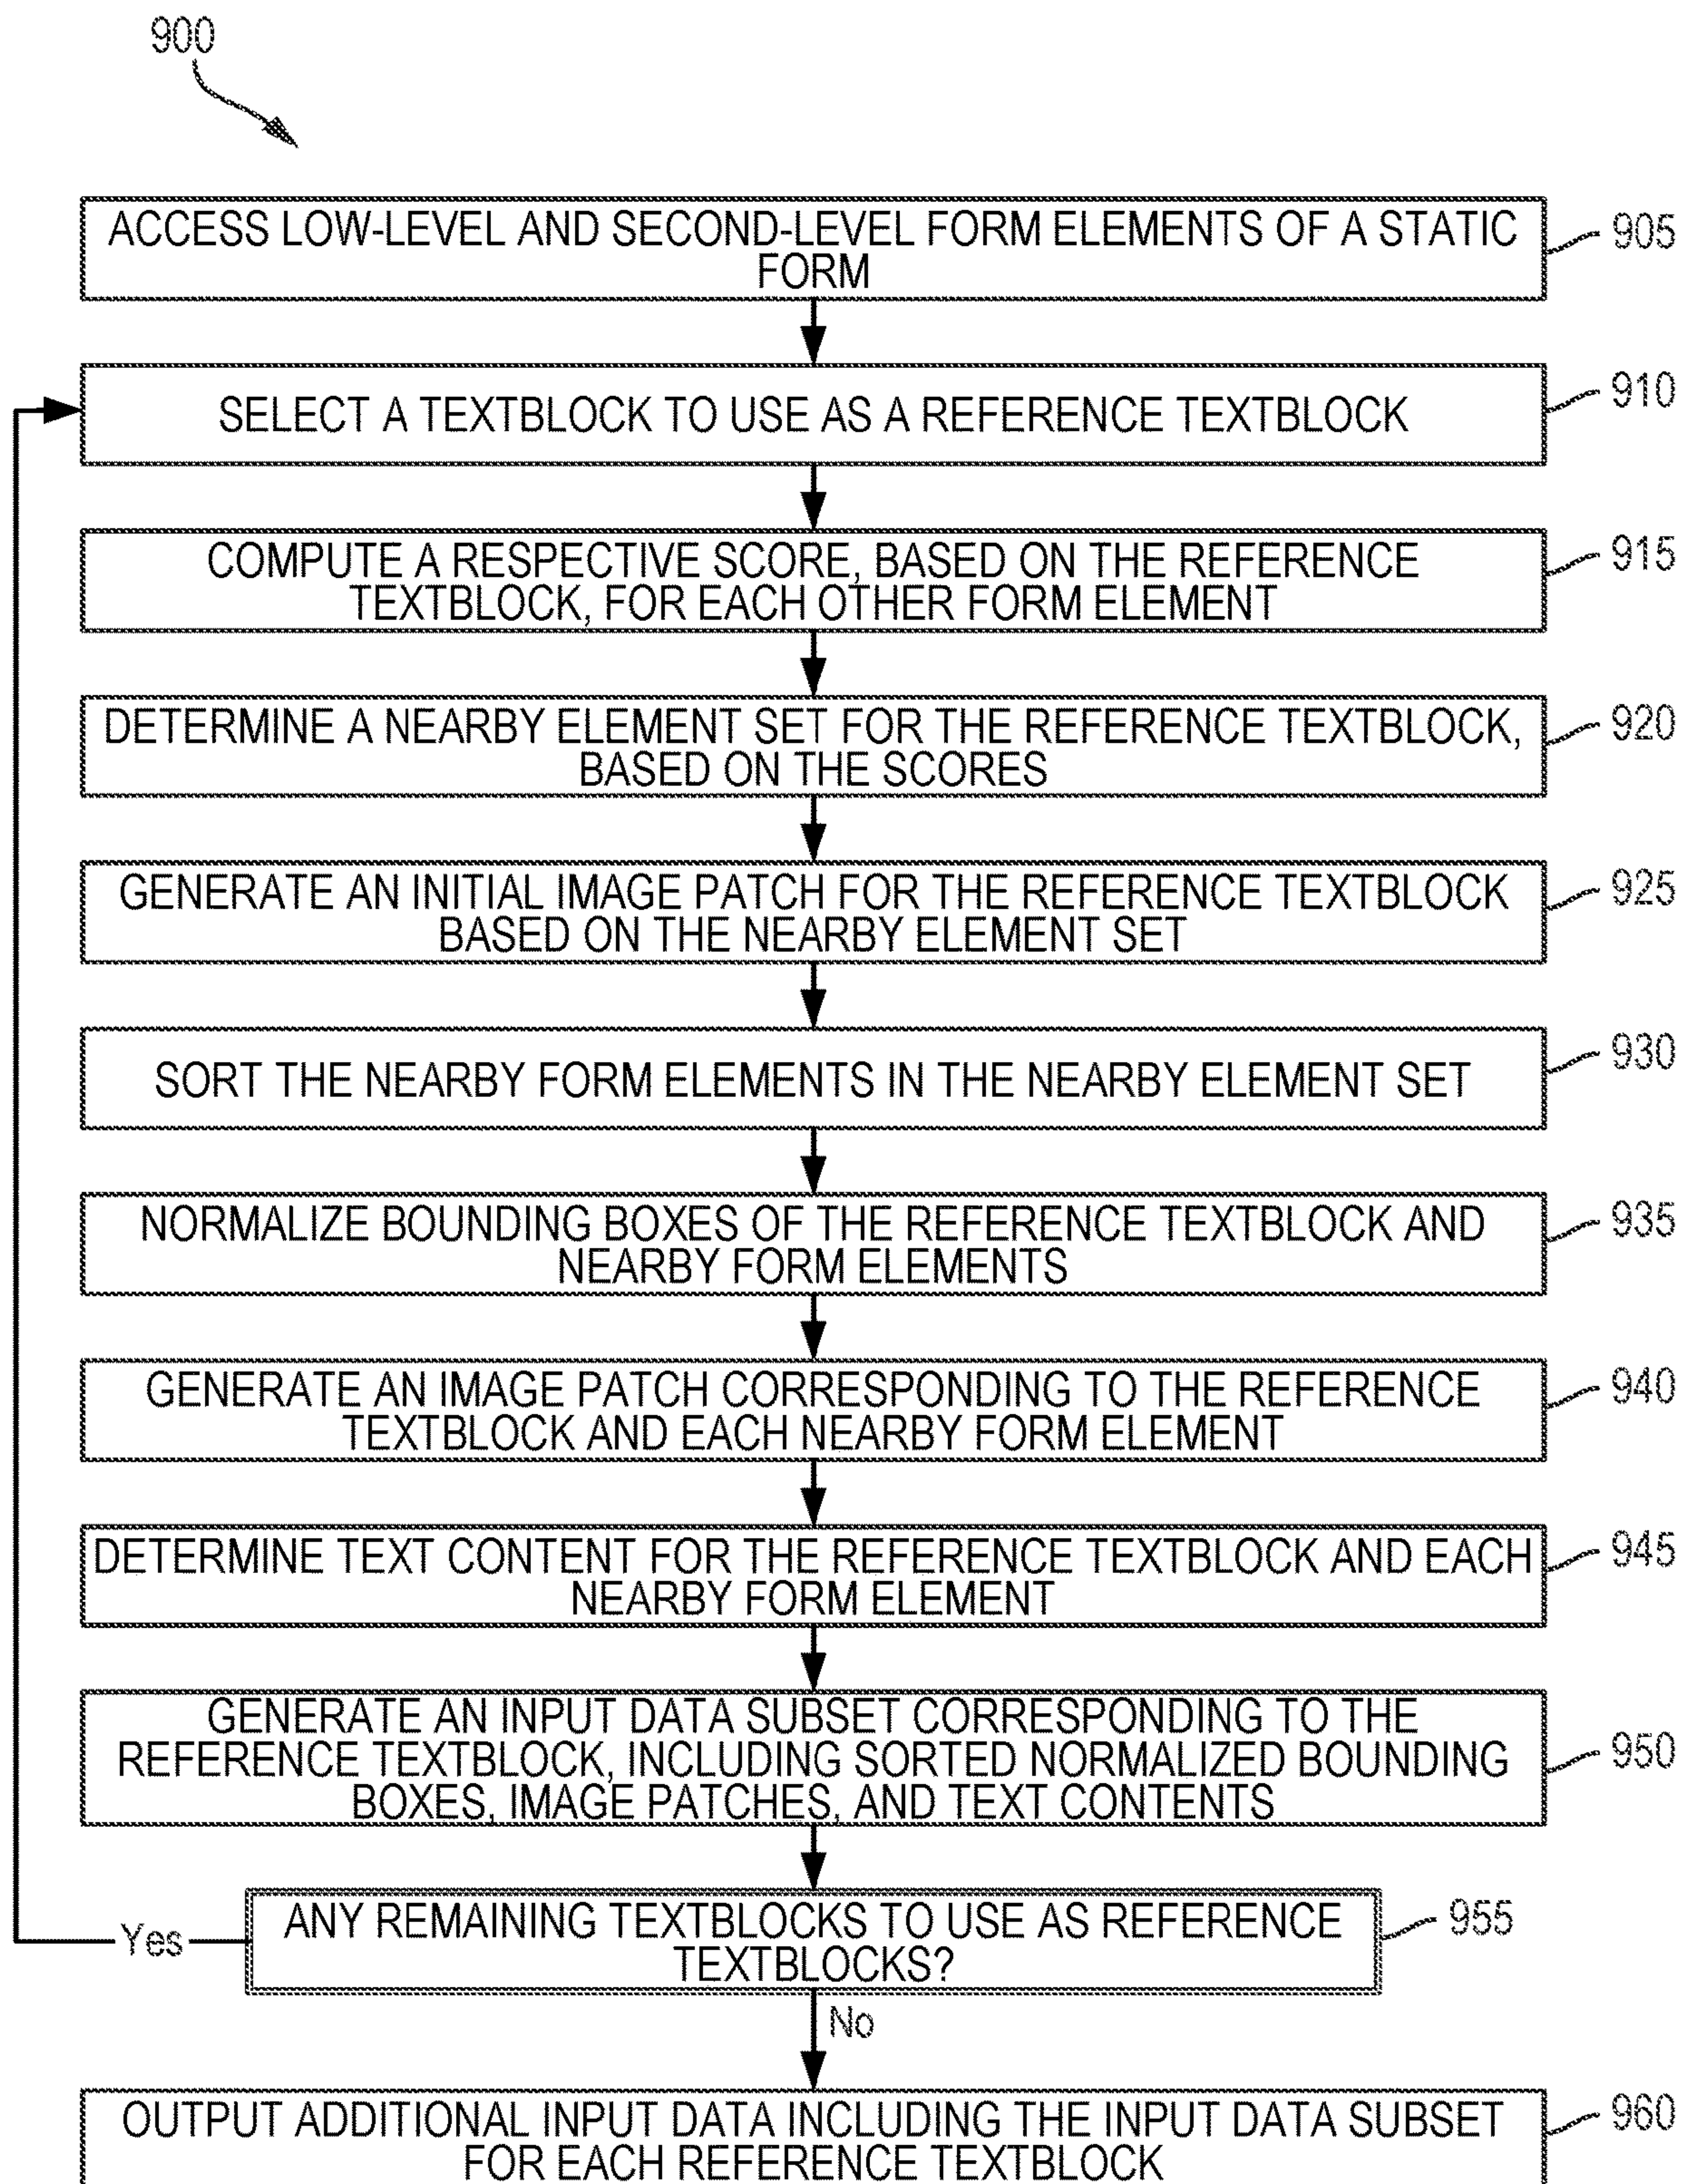 900
ACCESS LOW-LEVEL AND SECOND-LEVEL FORM ELEMENTS OF A STATIC
FORM
905
SELECT A TEXTBLOCK TO USE AS A REFERENCE TEXTBLOCK
910
COMPUTE A RESPECTIVE SCORE, BASED ON THE REFERENCE
TEXTBLOCK, FOR EACH OTHER FORM ELEMENT
915
DETERMINE A NEARBY ELEMENT SET FOR THE REFERENCE TEXTBLOCK,
BASED ON THE SCORES
920
GENERATE AN INITIAL IMAGE PATCH FOR THE REFERENCE TEXTBLOCK
BASED ON THE NEARBY ELEMENT SET
925
SORT THE NEARBY FORM ELEMENTS IN THE NEARBY ELEMENT SET
930
NORMALIZE BOUNDING BOXES OF THE REFERENCE TEXTBLOCK AND
NEARBY FORM ELEMENTS
935
GENERATE AN IMAGE PATCH CORRESPONDING TO THE REFERENCE
TEXTBLOCK AND EACH NEARBY FORM ELEMENT
940
DETERMINE TEXT CONTENT FOR THE REFERENCE TEXTBLOCK AND EACH
NEARBY FORM ELEMENT
945
GENERATE AN INPUT DATA SUBSET CORRESPONDING TO THE
REFERENCE TEXTBLOCK, INCLUDING SORTED NORMALIZED BOUNDING
BOXES, IMAGE PATCHES, AND TEXT CONTENTS
950
ANY REMAINING TEXTBLOCKS TO USE AS REFERENCE
TEXTBLOCKS?
955
Yes
No
OUTPUT ADDITIONAL INPUT DATA INCLUDING THE INPUT DATA SUBSET
FOR EACH REFERENCE TEXTBLOCK
960